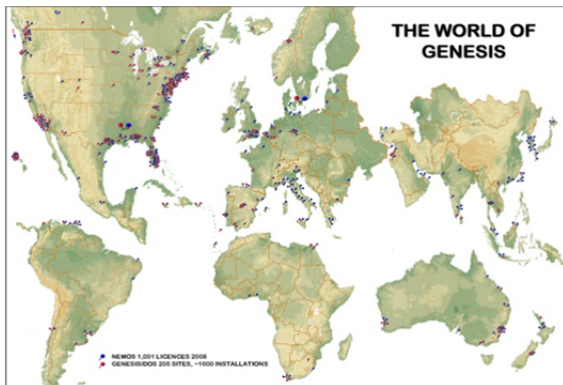 THE WORLD OF
GENESIS
NEMOS 1,001 LICENCES 2008
GENESIS/DOS 205 SITES, ~1000 INSTALLATIONS